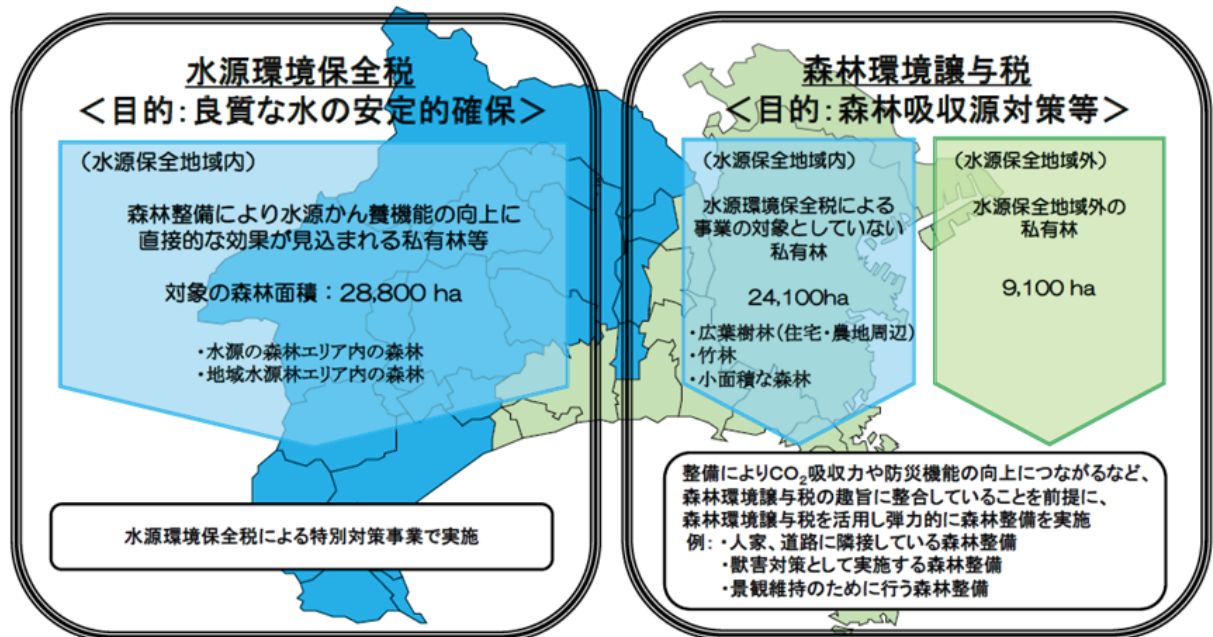 水源環境保全税
＜目的：良質な水の安定的確保＞
（水源保全地域内）
森林整備により水源かん養機能の向上に
直接的な効果が見込まれる私有林等
対象の森林面積：28,800 ha
・水源の森林エリア内の森林
・地域水源林エリア内の森林
水源環境保全税による特別対策事業で実施
森林環境譲与税
＜目的：森林吸収源対策等＞
（水源保全地域内）
水源環境保全税による
事業の対象としていない
私有林
24,100ha
・広葉樹林（住宅・農地周辺）
・竹林
・小面積な森林
（水源保全地域外）
水源保全地域外の
私有林
9,100 ha
整備によりCO₂吸収力や防災機能の向上につながるなど、
森林環境譲与税の趣旨に整合していることを前提に、
森林環境譲与税を活用し弾力的に森林整備を実施
例：・人家、道路に隣接している森林整備
・獣害対策として実施する森林整備
・景観維持のために行う森林整備